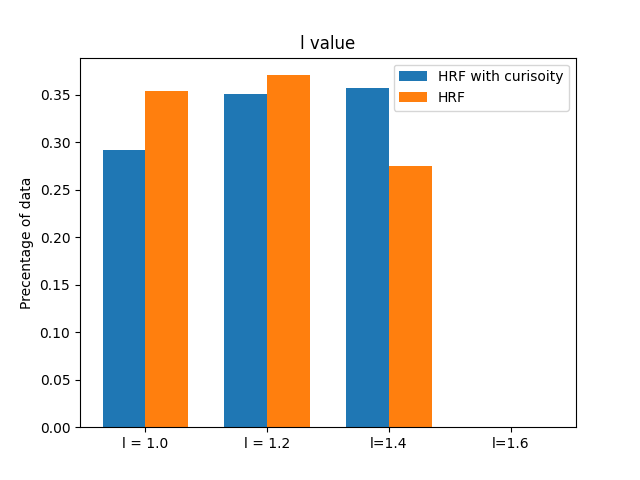 l value
HRF with curisoity
HRF
Precentage of data
0.35
0.30
0.25
0.20
0.15
0.10
0.05
0.00
l = 1.0
l = 1.2
l=1.4
l=1.6